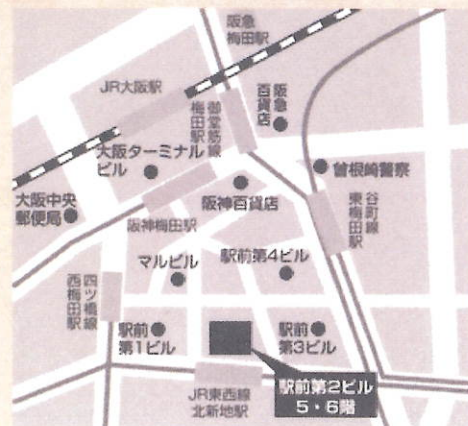 阪急
梅田駅
JR大阪駅
御堂筋線
梅田駅
阪急
百貨店
大阪ターミナル
ビル
曽根崎警察
大阪中央
郵便局
阪神百貨店
阪神梅田駅
谷町線
東梅田駅
マルビル
駅前第4ビル
四ツ橋線
西梅田駅
駅前
第1ビル
駅前
第3ビル
駅前第2ビル
5・6階
JR東西線
北新地駅